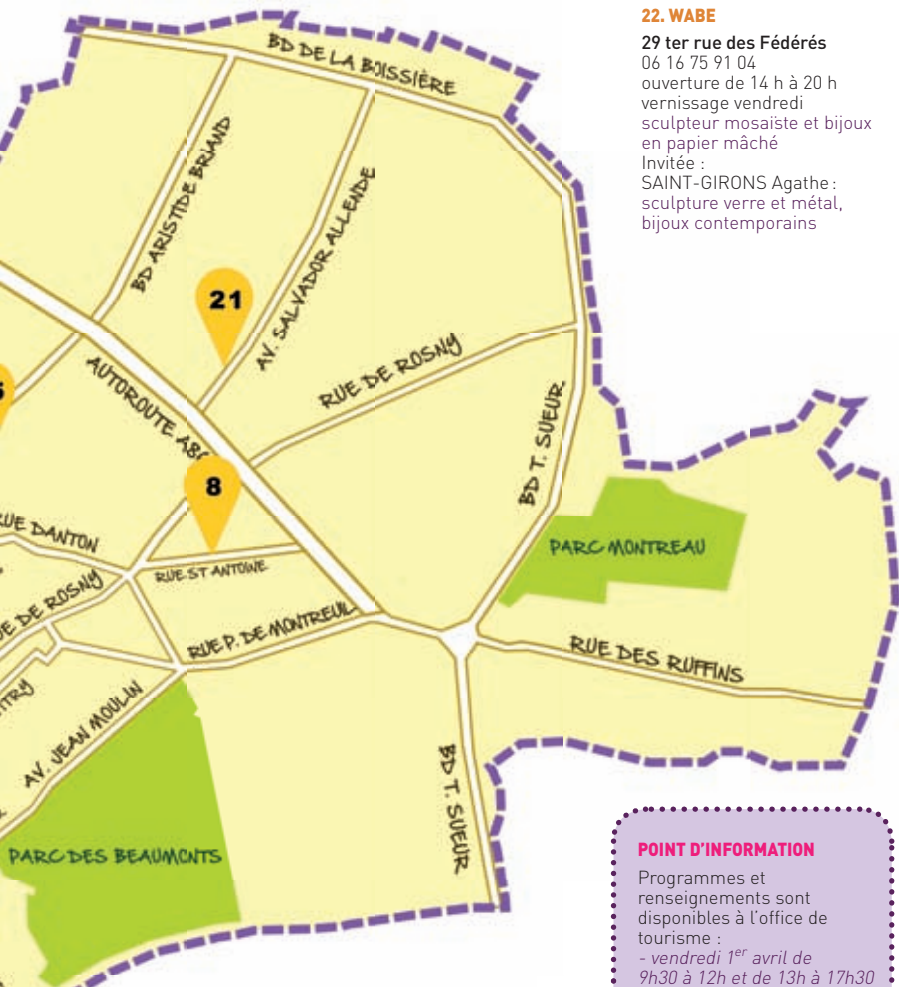 22. WABE
29 ter rue des Fédérés
06 16 75 91 04
ouverture de 14 h à 20 h
vernissage vendredi
sculpteur mosaïste et bijoux
en papier mâché
Invitée :
SAINT-GIRONS Agathe :
sculpture verre et métal,
bijoux contemporains
BD DE LA BOISSIÈRE
BD ARISTIDE BRIAND
AV. SALVADOR ALLENDE
21
RUE DE ROSNY
AUTOROUTE
8
BD T. SUEUR
PARC MONTREAU
RUE DANTON
RUE ST ANTOINE
DE ROSNY
RUE P. DE MONTREUIL
RUE DES RUFFINS
AV. JEAN MOULIN
BD T. SUEUR
PARC DES BEAUMONTS
POINT D'INFORMATION
Programmes et
renseignements sont
disponibles à l'office de
tourisme :
- vendredi 1er avril de
9h30 à 12h et de 13h à 17h30